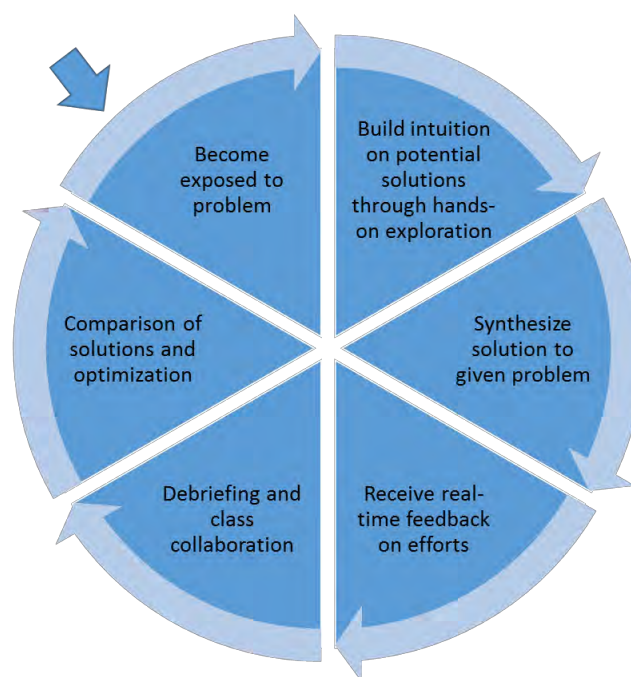 Become
exposed to
problem
Build intuition
on potential
solutions
through hands-
on exploration
Synthesize
solution to
given problem
Receive real-
time feedback
on efforts
Debriefing and
class
collaboration
Comparison of
solutions and
optimization